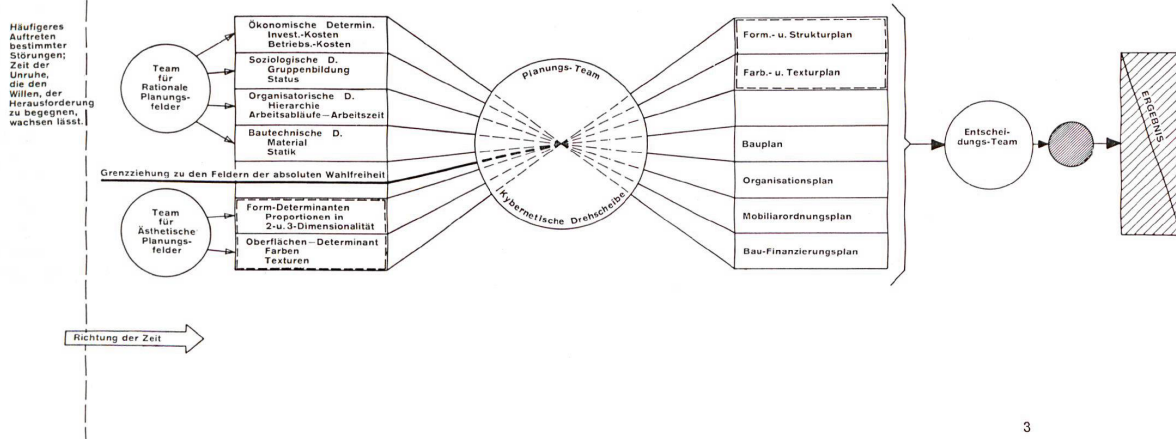 Häufigeres
Auftreten
bestimmter
Störungen;
Zeit der
Unruhe,
die den
Willen, der
Herausforderung
zu begegnen,
wachsen lässt.
Team
für
Rationale
Planungs-
felder
Ökonomische Determin.
Invest.-Kosten
Betriebs.-Kosten
Soziologische D.
Gruppenbildung
Status
Organisatorische D.
Hierarchie
Arbeitsabläufe–Arbeitszeit
Bautechnische D.
Material
Statik
Grenzziehung zu den Feldern der absoluten Wahlfreiheit
Team
für
Ästhetische
Planungs-
felder
Form-Determinanten
Proportionen in
2-u.3-Dimensionalität
Oberflächen–Determinant
Farben
Texturen
Planungs-Team
Kybernetische Drehscheibe
Form.- u. Strukturplan
Farb.- u. Texturplan
Bauplan
Organisationsplan
Mobiliarordnungsplan
Bau-Finanzierungsplan
Entschei-
dungs-Team
ERGEBNIS
Richtung der Zeit
3